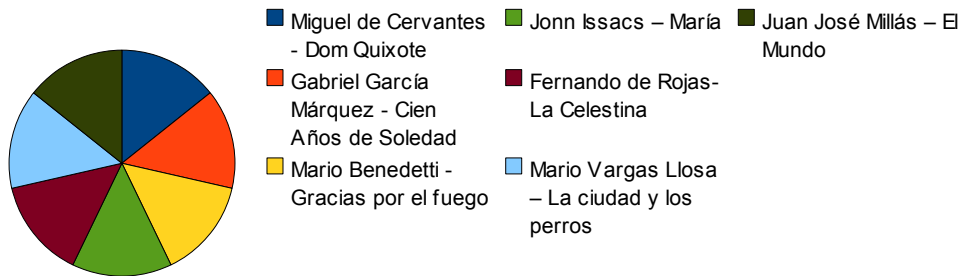 Miguel de Cervantes
- Dom Quixote
Gabriel García
Márquez - Cien
Años de Soledad
Mario Benedetti -
Gracias por el fuego
Jonn Issacs – María
Fernando de Rojas-
La Celestina
Mario Vargas Llosa
– La ciudad y los
perros
Juan José Millás – El
Mundo